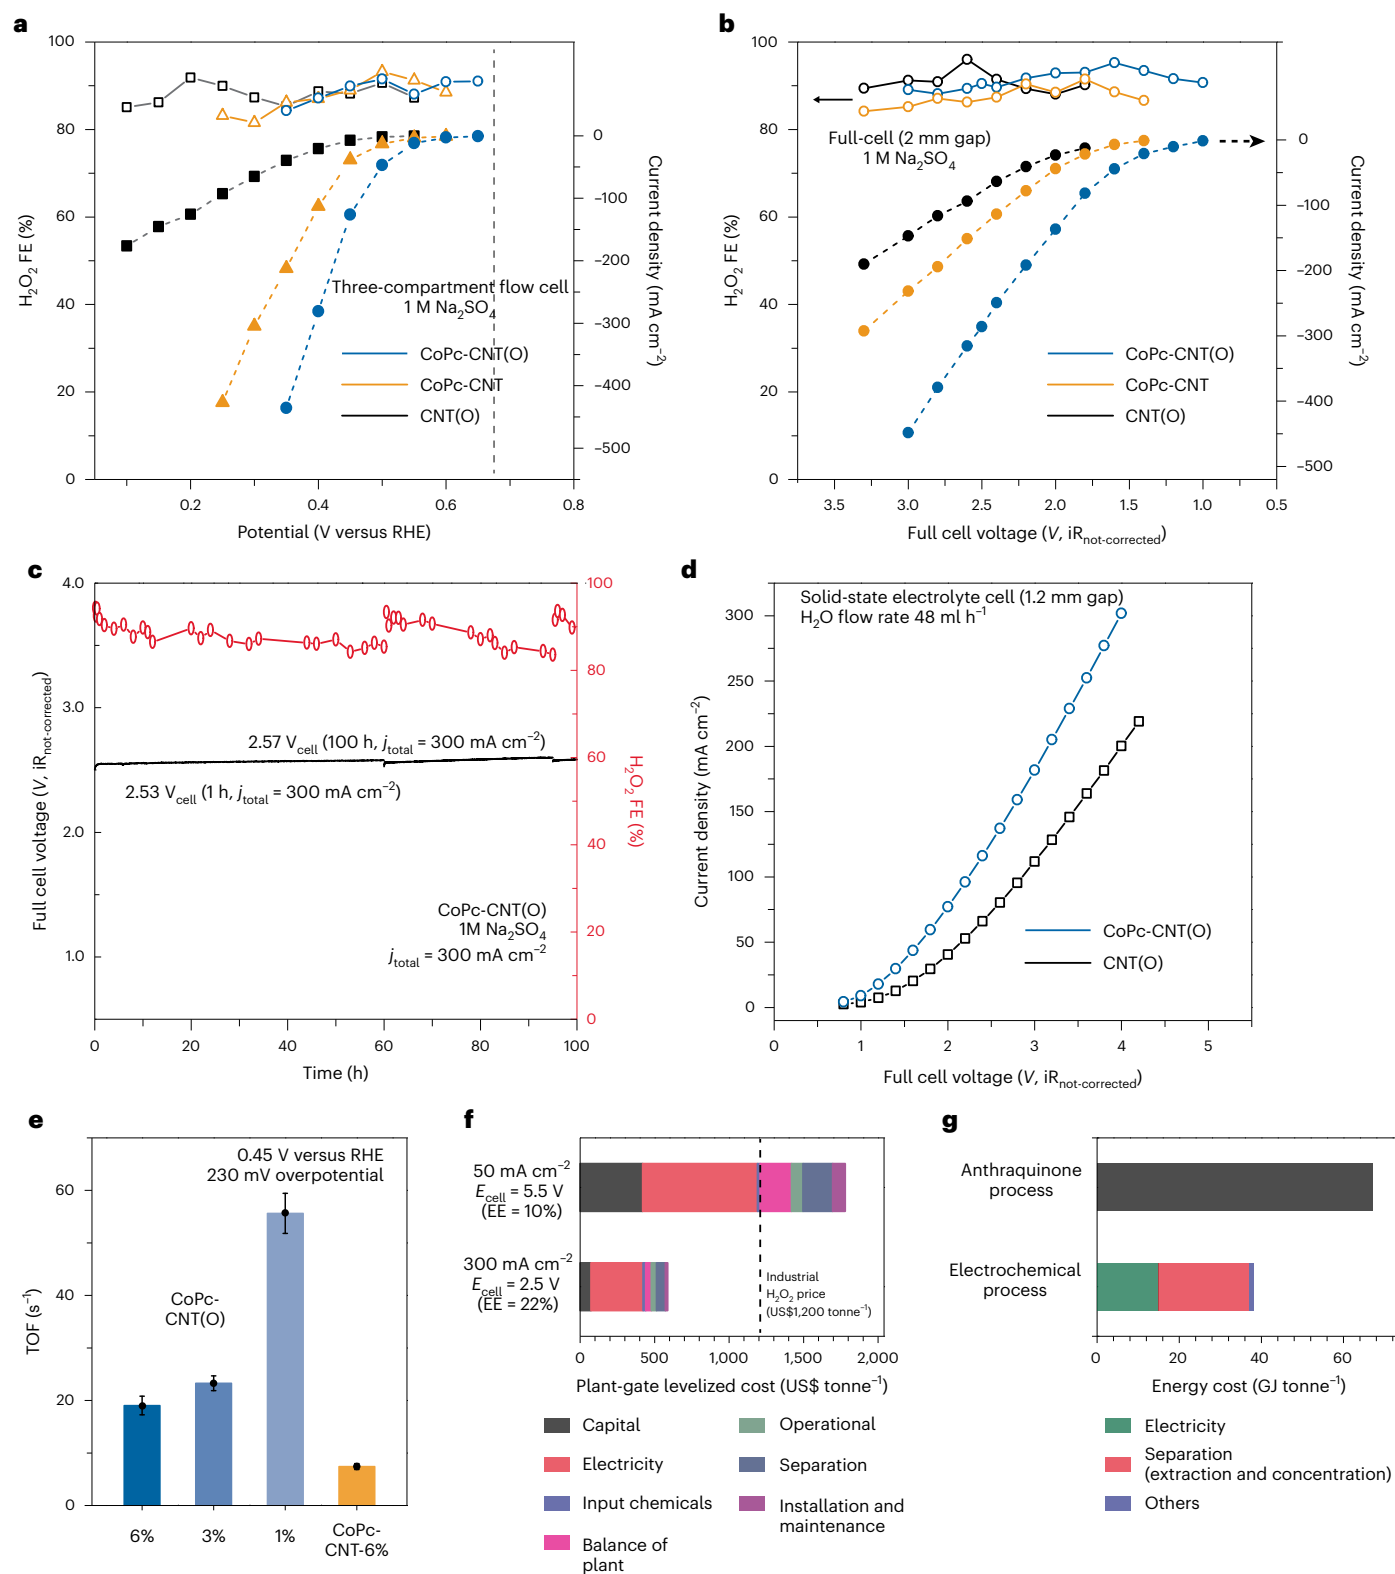 a
100
80
60
40
20
0
H₂O₂ FE (%)
0
−100
−200
−300
−400
−500
Current density (mA cm⁻²)
Three-compartment flow cell
1 M Na₂SO₄
CoPc-CNT(O)
CoPc-CNT
CNT(O)
0.2
0.4
0.6
0.8
Potential (V versus RHE)
b
100
80
60
40
20
0
H₂O₂ FE (%)
Full-cell (2 mm gap)
1 M Na₂SO₄
0
−100
−200
−300
−400
−500
Current density (mA cm⁻²)
CoPc-CNT(O)
CoPc-CNT
CNT(O)
3.5
3.0
2.5
2.0
1.5
1.0
0.5
Full cell voltage (V, iR_not-corrected)
c
4.0
3.0
2.0
1.0
Full cell voltage (V, iR_not-corrected)
100
80
60
40
20
0
H₂O₂ FE (%)
2.57 V_cell (100 h, j_total = 300 mA cm⁻²)
2.53 V_cell (1 h, j_total = 300 mA cm⁻²)
CoPc-CNT(O)
1M Na₂SO₄
j_total = 300 mA cm⁻²
0
20
40
60
80
100
Time (h)
d
Solid-state electrolyte cell (1.2 mm gap)
H₂O flow rate 48 ml h⁻¹
300
250
200
150
100
50
0
Current density (mA cm⁻²)
CoPc-CNT(O)
CNT(O)
0
1
2
3
4
5
Full cell voltage (V, iR_not-corrected)
e
0.45 V versus RHE
230 mV overpotential
60
40
20
0
TOF (s⁻¹)
CoPc-
CNT(O)
6%
3%
1%
CoPc-
CNT-6%
f
50 mA cm⁻²
E_cell = 5.5 V
(EE = 10%)
300 mA cm⁻²
E_cell = 2.5 V
(EE = 22%)
Industrial
H₂O₂ price
(US$1,200 tonne⁻¹)
0
500
1,000
1,500
2,000
Plant-gate levelized cost (US$ tonne⁻¹)
Capital
Electricity
Input chemicals
Balance of
plant
Operational
Separation
Installation and
maintenance
g
Anthraquinone
process
Electrochemical
process
0
20
40
60
Energy cost (GJ tonne⁻¹)
Electricity
Separation
(extraction and concentration)
Others